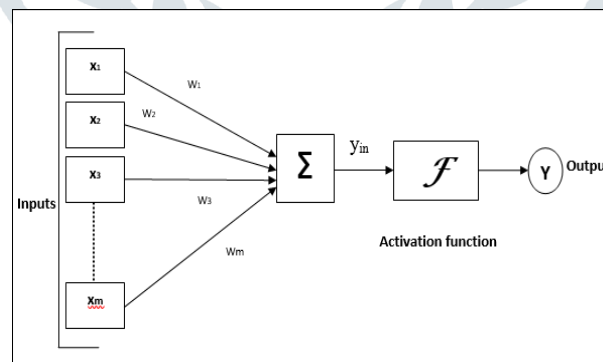 X1
W1
X2
W2
X3
Inputs
W3
Wm
Xm
Σ
yin
F
Activation function
Y
Output